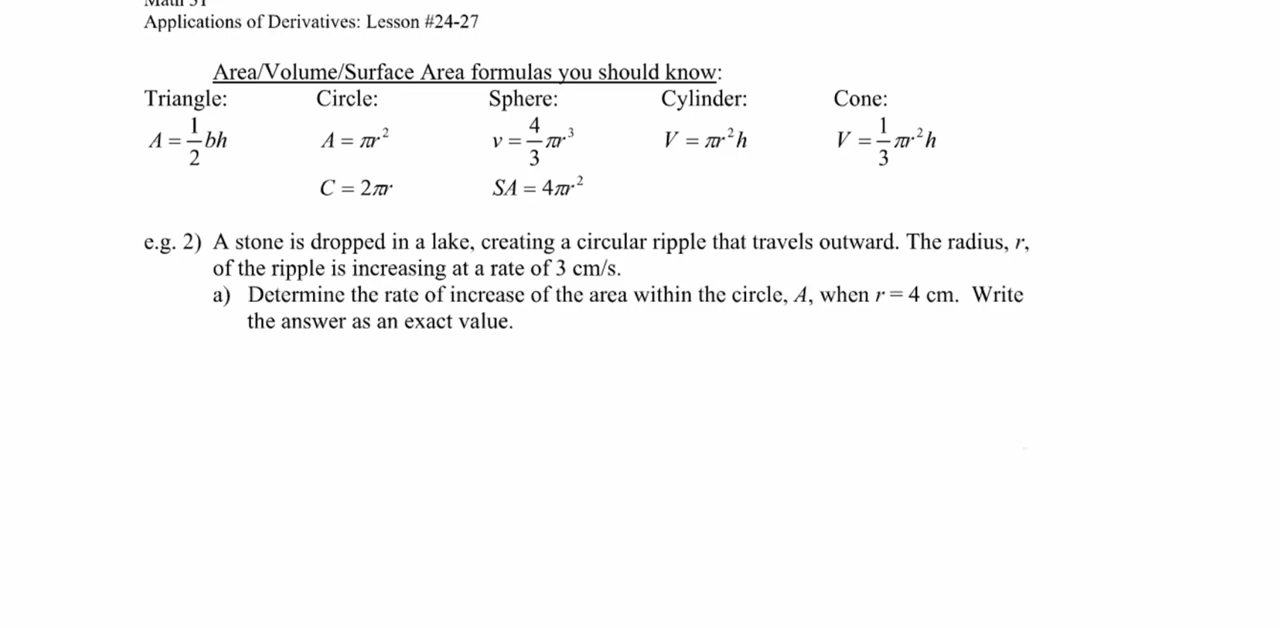 Math 31
Applications of Derivatives: Lesson #24-27
Area/Volume/Surface Area formulas you should know:
Triangle: Circle: Sphere: Cylinder: Cone:
A = 1/2 bh A = πr² v = 4/3 πr³ V = πr²h V = 1/3 πr²h
C = 2πr SA = 4πr²
e.g. 2) A stone is dropped in a lake, creating a circular ripple that travels outward. The radius, r,
of the ripple is increasing at a rate of 3 cm/s.
a) Determine the rate of increase of the area within the circle, A, when r = 4 cm. Write
the answer as an exact value.